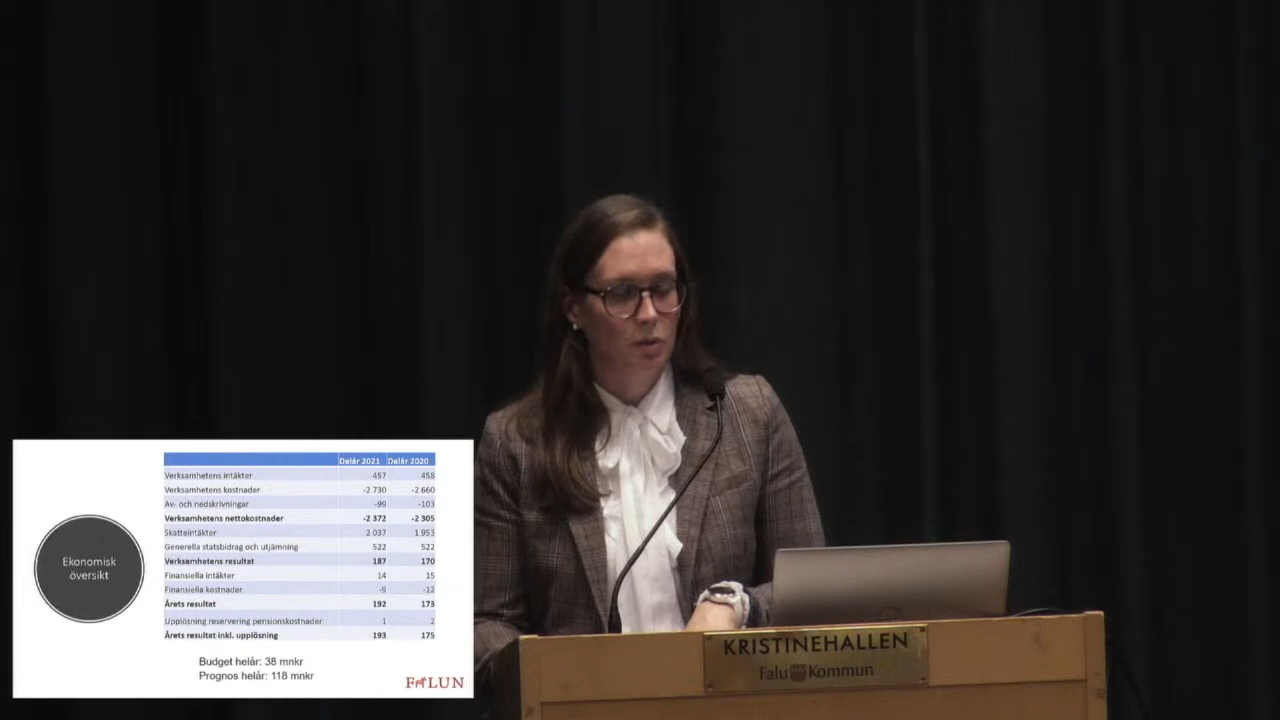 Delår 2021 Delår 2020
Verksamhetens intäkter 457 458
Verksamhetens kostnader -2 730 -2 660
Av- och nedskrivningar -99 -103
Verksamhetens nettokostnader -2 372 -2 305
Skatteintäkter 2 037 1 953
Generella statsbidrag och utjämning 522 522
Verksamhetens resultat 187 170
Finansiella intäkter 14 15
Finansiella kostnader -9 -12
Årets resultat 192 173
Upplösning reservering pensionskostnader 1 2
Årets resultat inkl. upplösning 193 175
Ekonomisk
översikt
Budget helår: 38 mnkr
Prognos helår: 118 mnkr
FALUN
KRISTINEHALLEN
Falu Kommun